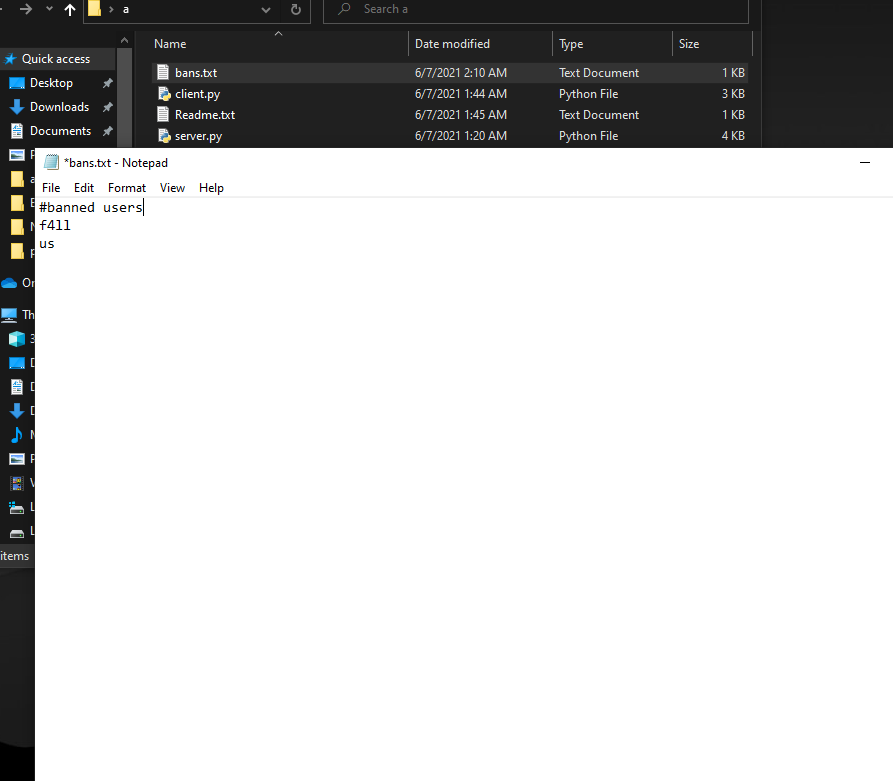 a
Search a
Name Date modified Type Size
Quick access
Desktop
Downloads
Documents
bans.txt 6/7/2021 2:10 AM Text Document 1 KB
client.py 6/7/2021 1:44 AM Python File 3 KB
Readme.txt 6/7/2021 1:45 AM Text Document 1 KB
server.py 6/7/2021 1:20 AM Python File 4 KB
*bans.txt - Notepad
File Edit Format View Help
#banned users
f4ll
us
items